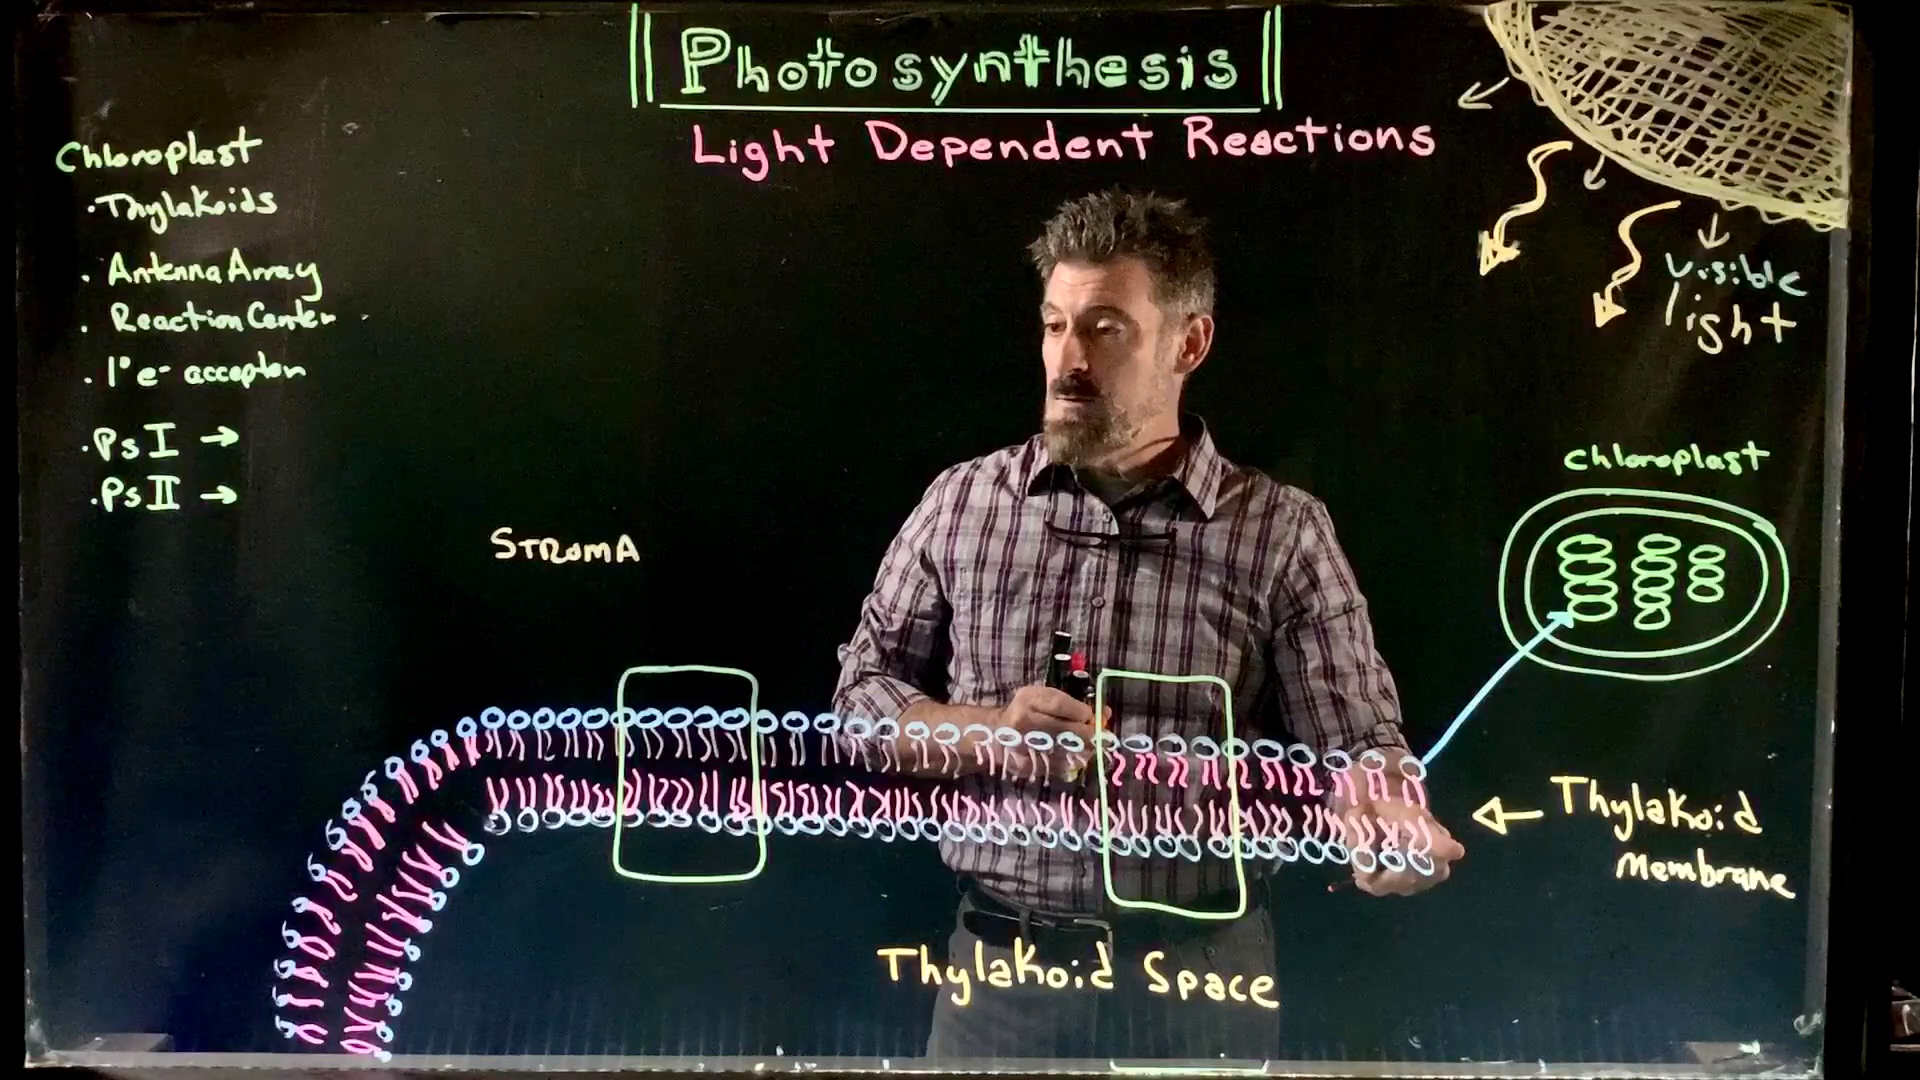 Photosynthesis
Light Dependent Reactions
Chloroplast
• Thylakoids
• Antenna Array
• Reaction Center
• 1° e- acceptor
• Ps I →
• Ps II →
visible
light
STROMA
Chloroplast
Thylakoid
Membrane
Thylakoid Space